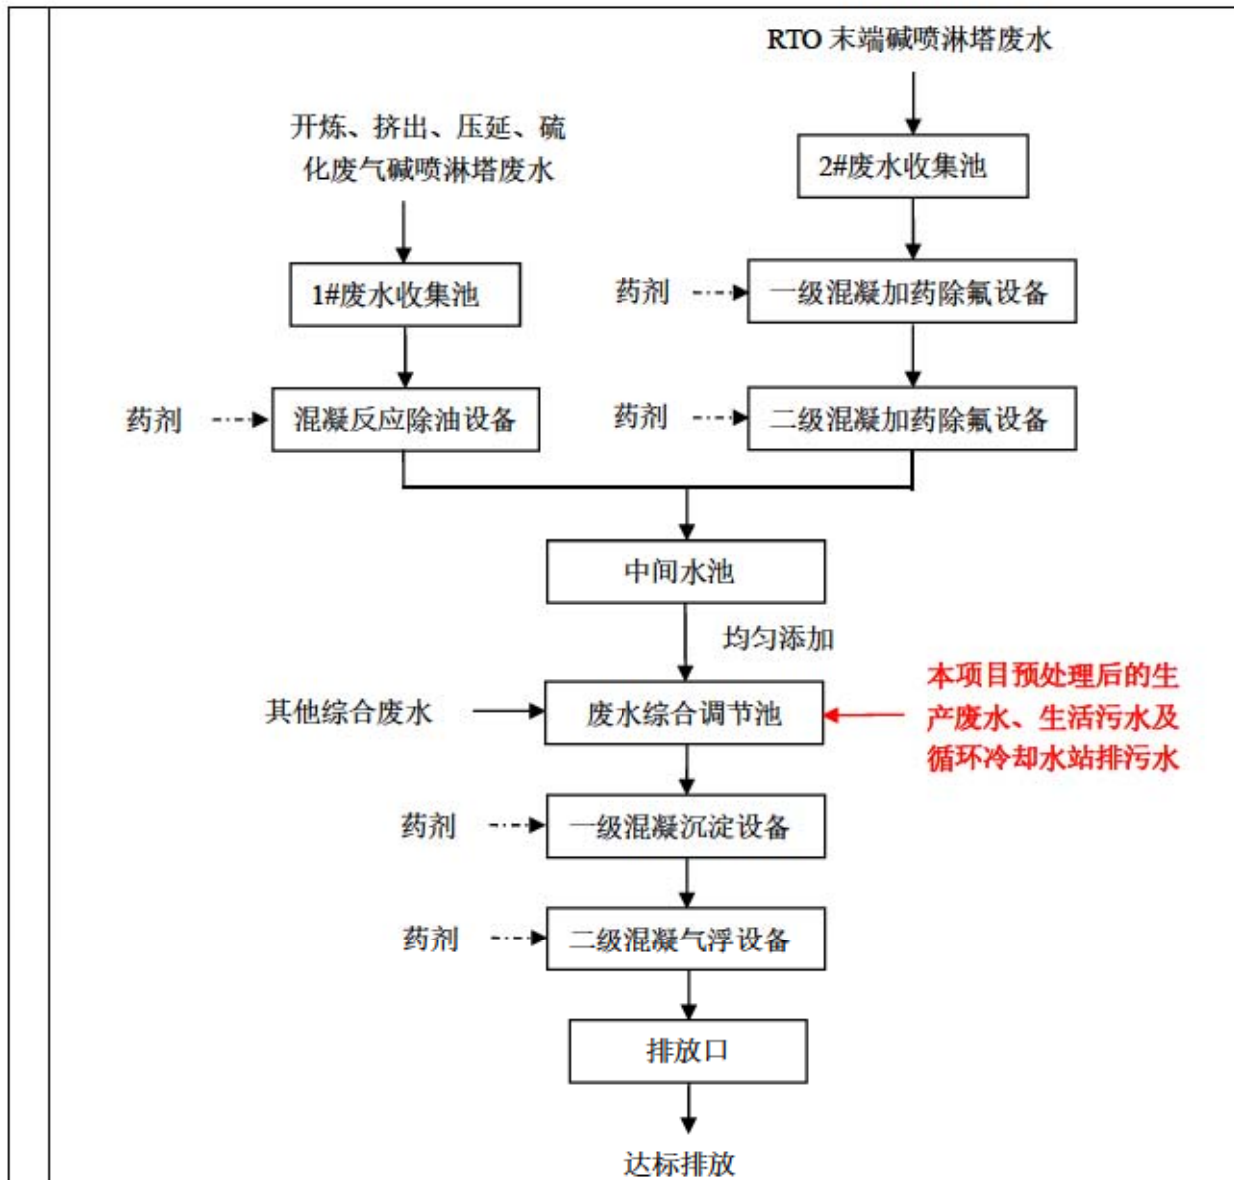 RTO 末端碱喷淋塔废水
开炼、挤出、压延、硫
化废气碱喷淋塔废水
2#废水收集池
1#废水收集池
药剂
一级混凝加药除氟设备
药剂
混凝反应除油设备
药剂
二级混凝加药除氟设备
中间水池
均匀添加
其他综合废水
废水综合调节池
本项目预处理后的生
产废水、生活污水及
循环冷却水站排污水
药剂
一级混凝沉淀设备
药剂
二级混凝气浮设备
排放口
达标排放